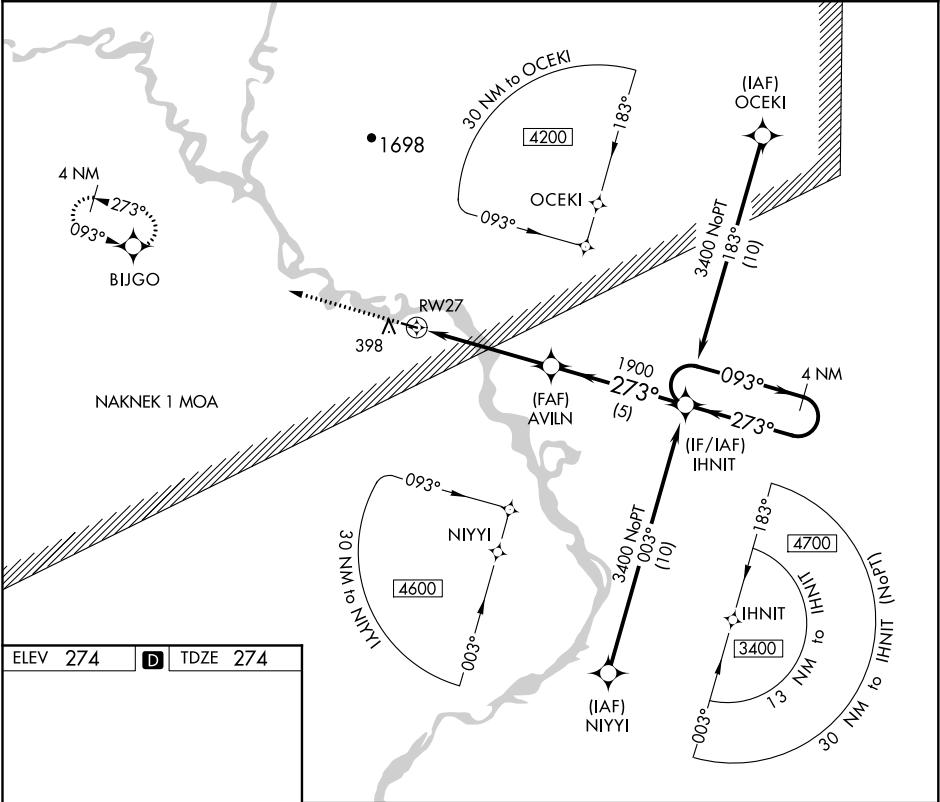 30 NM to OCEKI
183°
4200
OCEKI
093°
(IAF)
OCEKI
1698
4 NM
273°
093°
BIJGO
3400 NoPT
183°
(10)
RW27
398
1900
273°
(5)
(FAF)
AVILN
093°
4 NM
273°
(IF/IAF)
IHNIT
NAKNEK 1 MOA
093°
NIYYI
4600
30 NM to NIYYI
003°
3400 NoPT
003°
(10)
(IAF)
NIYYI
183°
4700
IHNIT
3400
13 NM to IHNIT
30 NM to IHNIT (NoPT)
003°
ELEV 274 D TDZE 274